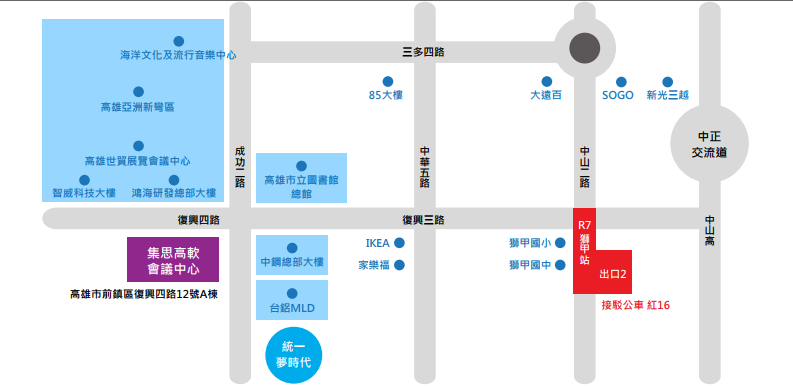 海洋文化及流行音樂中心
三多四路
85大樓
大遠百
SOGO
新光三越
高雄亞洲新彎區
中正
交流道
高雄世貿展覽會議中心
成功二路
中華五路
中山二路
高雄市立圖書館
總館
智威科技大樓
鴻海研發總部大樓
復興四路
復興三路
中山高
R7
獅甲站
集思高軟
會議中心
IKEA
獅甲國小
中鋼總部大樓
家樂福
獅甲國中
出口2
高雄市前鎮區復興四路12號A棟
台鋁MLD
接駁公車 紅16
統一
夢時代